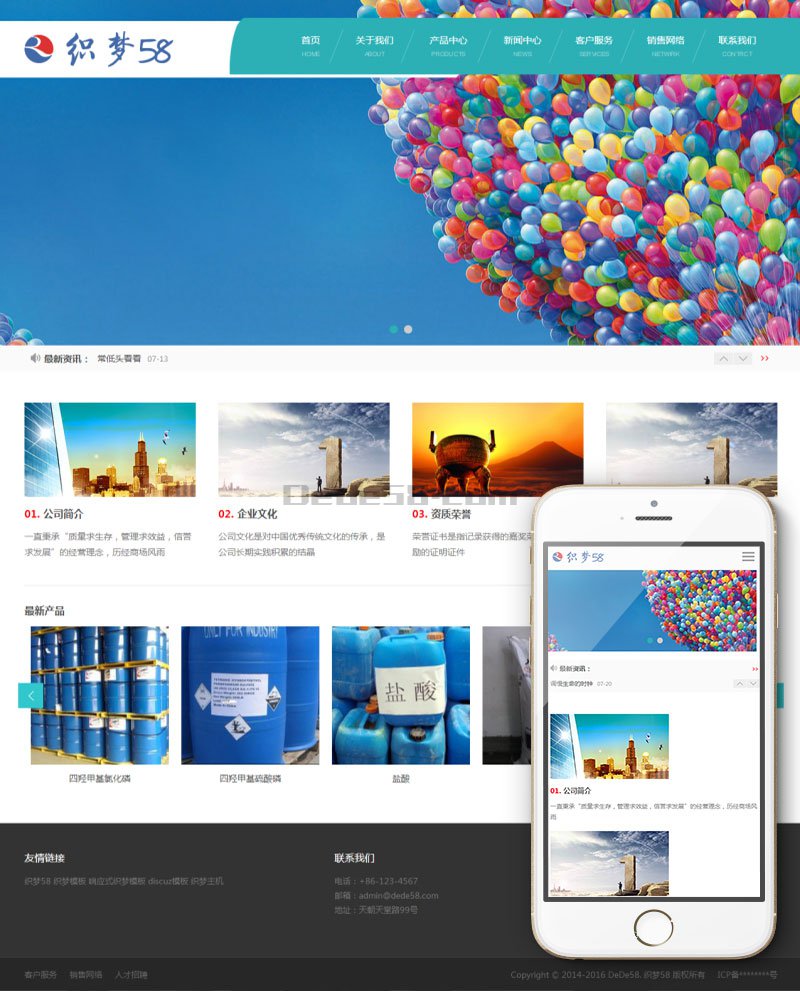 织梦58
首页 关于我们 产品中心 新闻中心 客户服务 销售网络 联系我们
HOME ABOUT PRODUCTS NEWS SERVICES NETWIRK CONTACT
最新资讯： 常低头看看 07-13
Dede58.com
01. 公司简介
一直秉承“质量求生存，管理求效益，信誉
求发展”的经营理念，历经商场风雨
02. 企业文化
公司文化是对中国优秀传统文化的传承，是
公司长期实践积累的结晶
03. 资质荣誉
荣誉证书是指记录获得的嘉奖
励的证明证件
最新产品
ONLY FOR INDUSTRY
盐酸
四羟甲基氯化磷
四羟甲基硫酸磷
盐酸
织梦58
最新资讯：
调慢生命的时钟 07-20
01. 公司简介
一直秉承“质量求生存，管理求效益，信誉求发展”的经营理念，历经商场风
雨
友情链接
织梦58 织梦模板 响应式织梦模板 discuz模板 织梦主机
联系我们
电话：+86-123-4567
邮箱：admin@dede58.com
地址：天朝天堂路99号
客户服务 销售网络 人才招聘
Copyright © 2014-2016 DeDe58. 织梦58 版权所有 ICP备********号